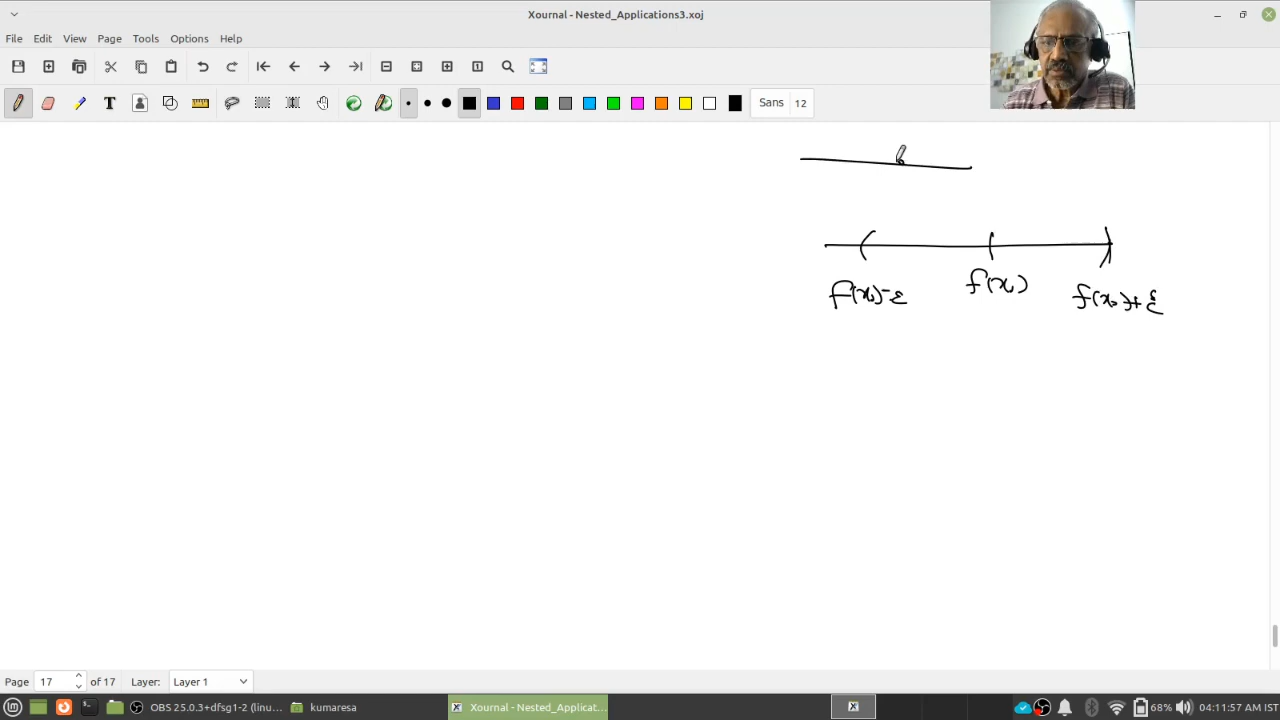 Xournal - Nested_Applications3.xoj
File Edit View Page Tools Options Help
Sans 12
f(x₀)-ε f(x₀) f(x₀)+ε
Page 17 of 17 Layer: Layer 1
OBS 25.0.3+dfsg1-2 (linu... kumaresa Xournal - Nested_Applicat... 68% 04:11:57 AM IST